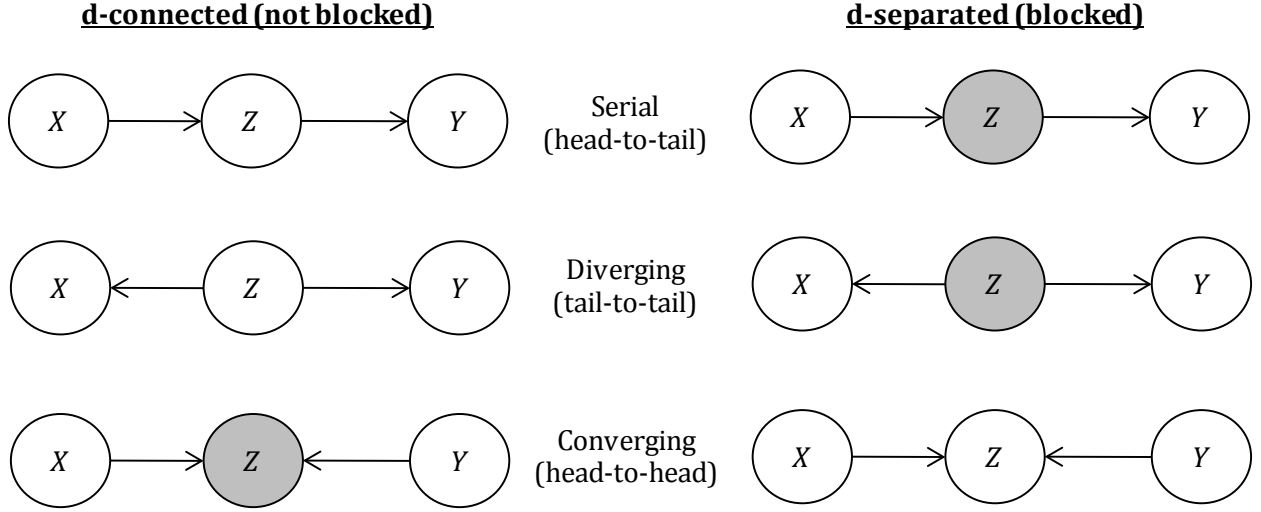 d-connected (not blocked)
d-separated (blocked)
X Z Y
Serial
(head-to-tail)
X Z Y
X Z Y
Diverging
(tail-to-tail)
X Z Y
X Z Y
Converging
(head-to-head)
X Z Y